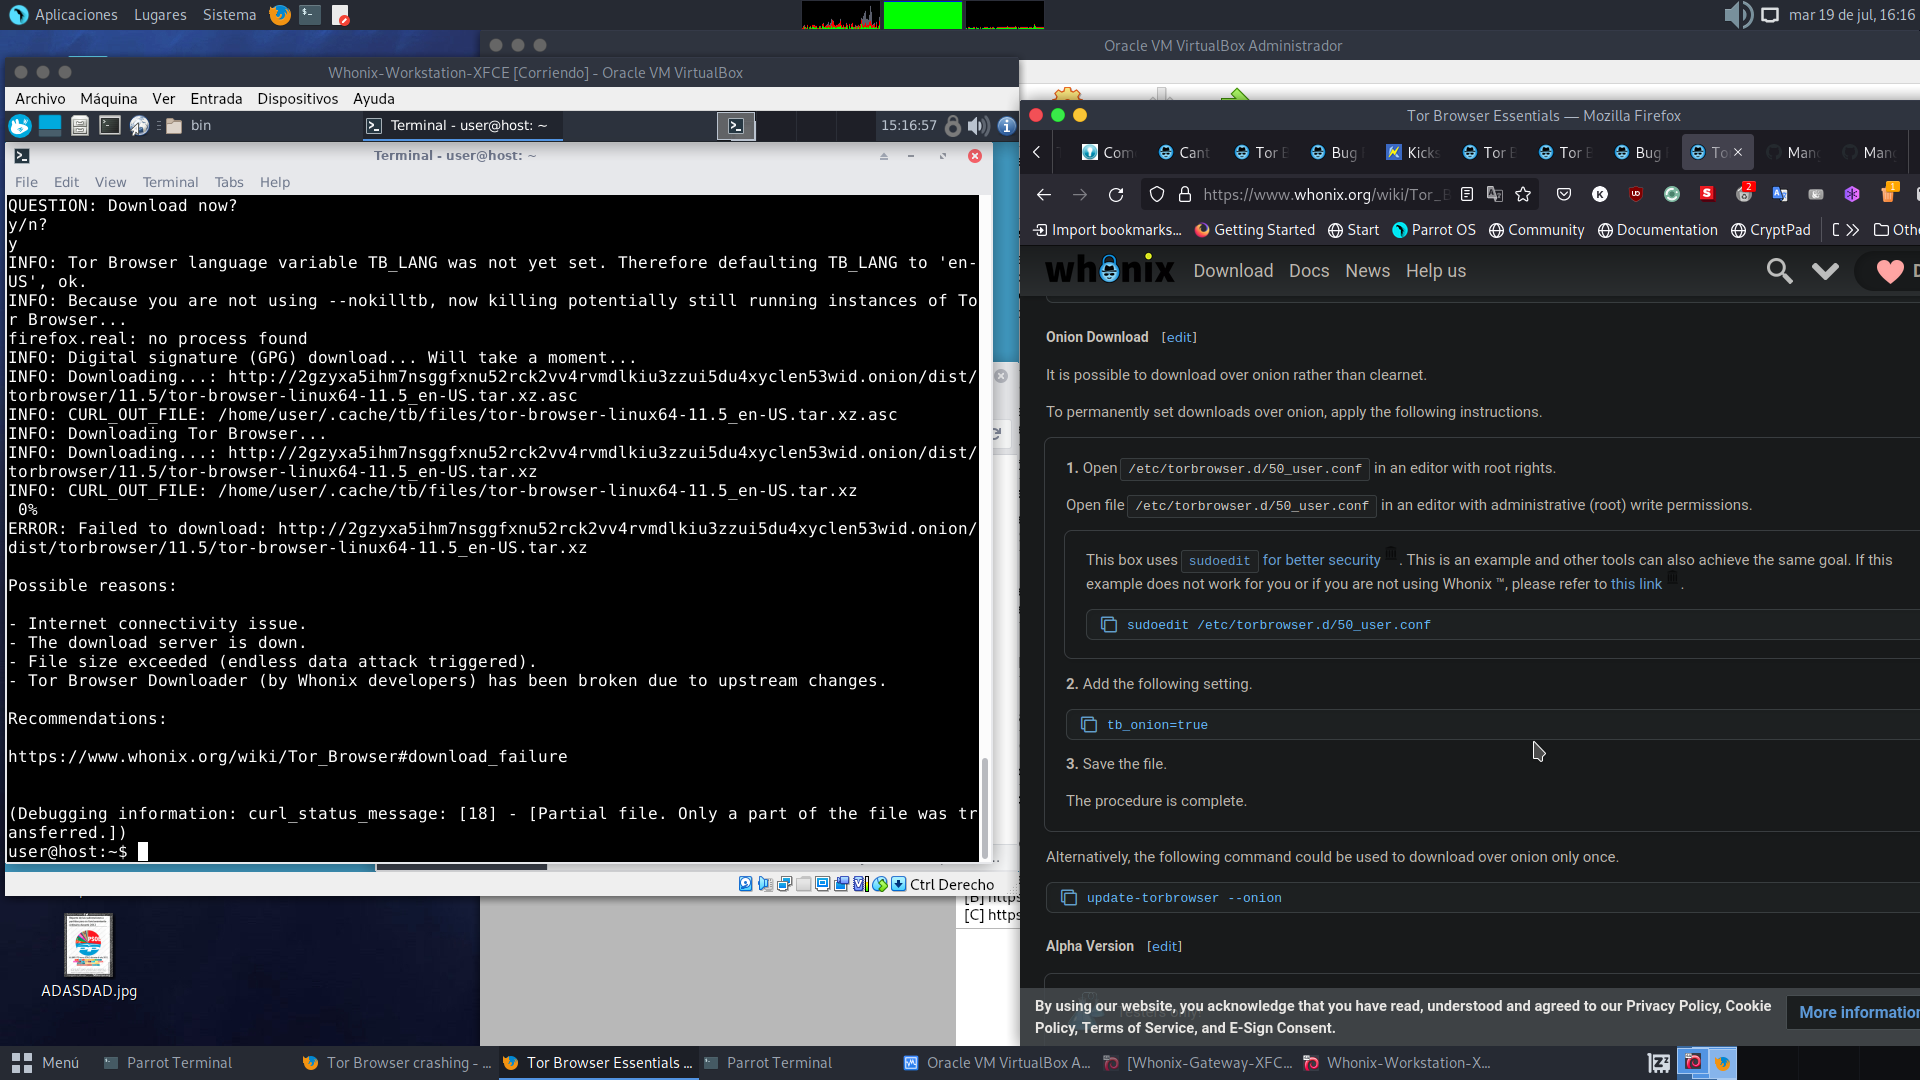 Aplicaciones Lugares Sistema
mar 19 de jul, 16:16
Oracle VM VirtualBox Administrador
Whonix-Workstation-XFCE [Corriendo] - Oracle VM VirtualBox
Archivo Máquina Ver Entrada Dispositivos Ayuda
bin
Terminal - user@host: ~
15:16:57
Terminal - user@host: ~
File Edit View Terminal Tabs Help
QUESTION: Download now?
y/n?
y
INFO: Tor Browser language variable TB_LANG was not yet set. Therefore defaulting TB_LANG to 'en-
US', ok.
INFO: Because you are not using --nokilltb, now killing potentially still running instances of To
r Browser...
firefox.real: no process found
INFO: Digital signature (GPG) download... Will take a moment...
INFO: Downloading...: http://2gzyxa5ihm7nsggfxnu52rck2vv4rvmdlkiu3zzui5du4xyclen53wid.onion/dist/
torbrowser/11.5/tor-browser-linux64-11.5_en-US.tar.xz.asc
INFO: CURL_OUT_FILE: /home/user/.cache/tb/files/tor-browser-linux64-11.5_en-US.tar.xz.asc
INFO: Downloading Tor Browser...
INFO: Downloading...: http://2gzyxa5ihm7nsggfxnu52rck2vv4rvmdlkiu3zzui5du4xyclen53wid.onion/dist/
torbrowser/11.5/tor-browser-linux64-11.5_en-US.tar.xz
INFO: CURL_OUT_FILE: /home/user/.cache/tb/files/tor-browser-linux64-11.5_en-US.tar.xz
0%
ERROR: Failed to download: http://2gzyxa5ihm7nsggfxnu52rck2vv4rvmdlkiu3zzui5du4xyclen53wid.onion/
dist/torbrowser/11.5/tor-browser-linux64-11.5_en-US.tar.xz
Possible reasons:
- Internet connectivity issue.
- The download server is down.
- File size exceeded (endless data attack triggered).
- Tor Browser Downloader (by Whonix developers) has been broken due to upstream changes.
Recommendations:
https://www.whonix.org/wiki/Tor_Browser#download_failure
(Debugging information: curl_status_message: [18] - [Partial file. Only a part of the file was tr
ansferred.])
user@host:~$
Ctrl Derecho
[B] https
[C] https
ADASDAD.jpg
Tor Browser Essentials — Mozilla Firefox
Com Cant Tor B Bug Kicks Tor B Tor B Bug To Mang Mang
https://www.whonix.org/wiki/Tor_B
2
1
Import bookmarks... Getting Started Start Parrot OS Community Documentation CryptPad Othe
whonix Download Docs News Help us
Onion Download [edit]
It is possible to download over onion rather than clearnet.
To permanently set downloads over onion, apply the following instructions.
1. Open /etc/torbrowser.d/50_user.conf in an editor with root rights.
Open file /etc/torbrowser.d/50_user.conf in an editor with administrative (root) write permissions.
This box uses sudoedit for better security . This is an example and other tools can also achieve the same goal. If this
example does not work for you or if you are not using Whonix ™, please refer to this link .
sudoedit /etc/torbrowser.d/50_user.conf
2. Add the following setting.
tb_onion=true
3. Save the file.
The procedure is complete.
Alternatively, the following command could be used to download over onion only once.
update-torbrowser --onion
Alpha Version [edit]
By using our website, you acknowledge that you have read, understood and agreed to our Privacy Policy, Cookie
Policy, Terms of Service, and E-Sign Consent.
More information
Menú Parrot Terminal Tor Browser crashing - ... Tor Browser Essentials ... Parrot Terminal Oracle VM VirtualBox A... [Whonix-Gateway-XFC... Whonix-Workstation-X...